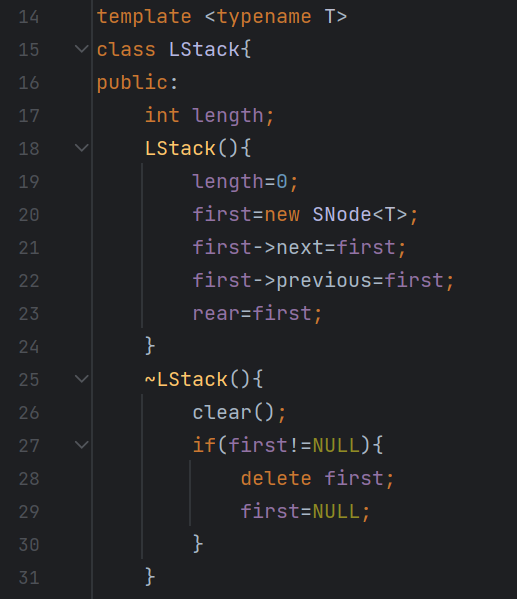 14 template <typename T>
15 class LStack{
16 public:
17     int length;
18     LStack(){
19         length=0;
20         first=new SNode<T>;
21         first->next=first;
22         first->previous=first;
23         rear=first;
24     }
25     ~LStack(){
26         clear();
27         if(first!=NULL){
28             delete first;
29             first=NULL;
30         }
31     }